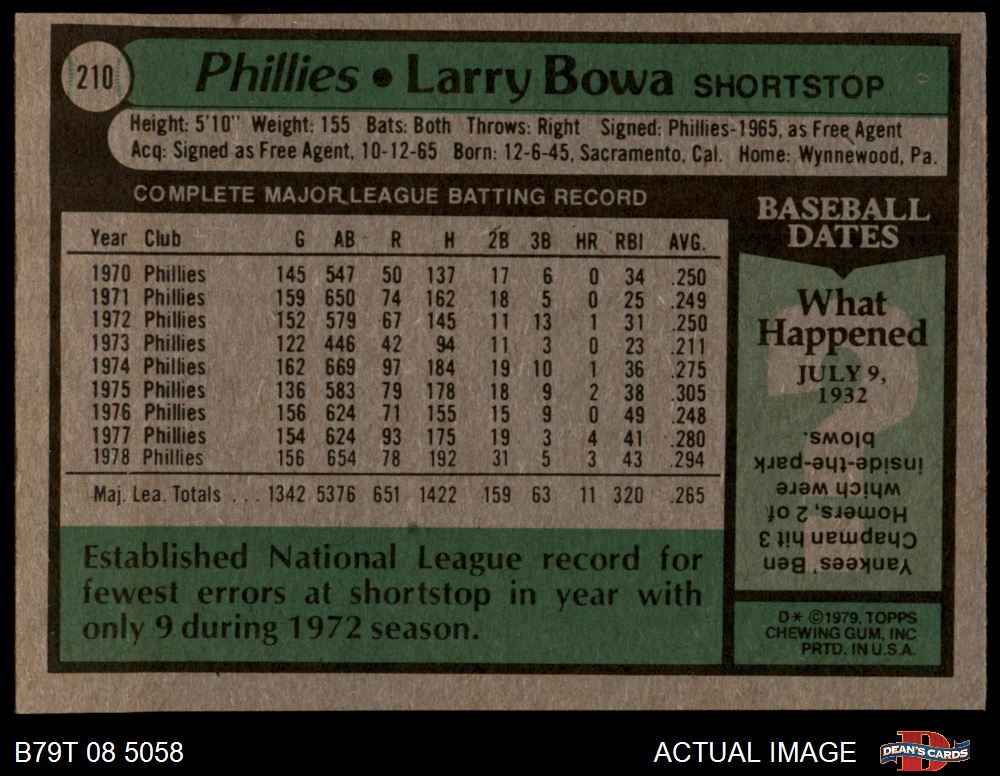 210
Phillies • Larry Bowa SHORTSTOP
Height: 5'10" Weight: 155 Bats: Both Throws: Right Signed: Phillies-1965, as Free Agent
Acq: Signed as Free Agent, 10-12-65 Born: 12-6-45, Sacramento, Cal. Home: Wynnewood, Pa.
COMPLETE MAJOR LEAGUE BATTING RECORD
Year Club G AB R H 2B 3B HR RBI AVG.
1970 Phillies 145 547 50 137 17 6 0 34 .250
1971 Phillies 159 650 74 162 18 5 0 25 .249
1972 Phillies 152 579 67 145 11 13 1 31 .250
1973 Phillies 122 446 42 94 11 3 0 23 .211
1974 Phillies 162 669 97 184 19 10 1 36 .275
1975 Phillies 136 583 79 178 18 9 2 38 .305
1976 Phillies 156 624 71 155 15 9 0 49 .248
1977 Phillies 154 624 93 175 19 3 4 41 .280
1978 Phillies 156 654 78 192 31 5 3 43 .294
Maj. Lea. Totals . . . 1342 5376 651 1422 159 63 11 320 .265
Established National League record for
fewest errors at shortstop in year with
only 9 during 1972 season.
BASEBALL
DATES
What
Happened
JULY 9,
1932
Yankees' Ben
Chapman hit 3
Homers, 2 of
which were
inside-the-park
blows.
D* ©1979, TOPPS
CHEWING GUM, INC
PRTD. IN U.S.A.
B79T 08 5058
ACTUAL IMAGE
DEAN'S CARDS